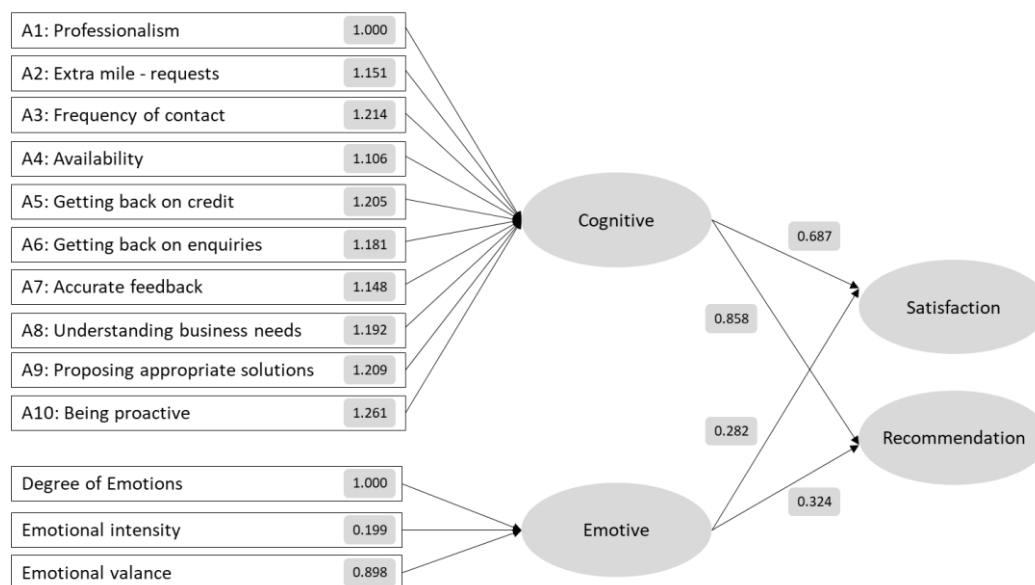 A1: Professionalism 1.000
A2: Extra mile - requests 1.151
A3: Frequency of contact 1.214
A4: Availability 1.106
A5: Getting back on credit 1.205
A6: Getting back on enquiries 1.181
A7: Accurate feedback 1.148
A8: Understanding business needs 1.192
A9: Proposing appropriate solutions 1.209
A10: Being proactive 1.261
Degree of Emotions 1.000
Emotional intensity 0.199
Emotional valance 0.898
Cognitive
Emotive
0.687
0.858
0.282
0.324
Satisfaction
Recommendation